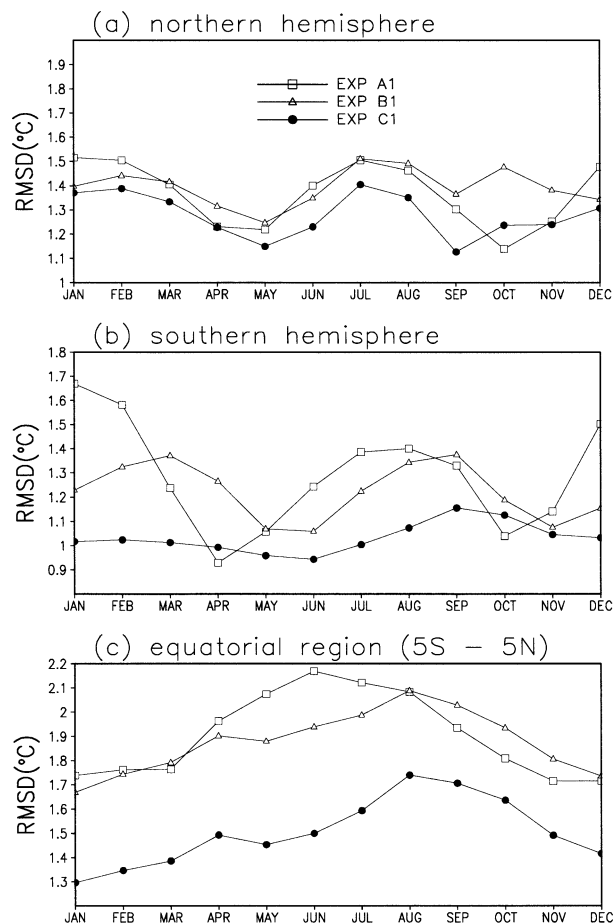 (a) northern hemisphere
RMSD(°C)
1.9
1.8
1.7
1.6
1.5
1.4
1.3
1.2
1.1
1
EXP A1
EXP B1
EXP C1
JAN FEB MAR APR MAY JUN JUL AUG SEP OCT NOV DEC
(b) southern hemisphere
RMSD(°C)
1.8
1.7
1.6
1.5
1.4
1.3
1.2
1.1
1
0.9
JAN FEB MAR APR MAY JUN JUL AUG SEP OCT NOV DEC
(c) equatorial region (5S – 5N)
RMSD(°C)
2.2
2.1
2
1.9
1.8
1.7
1.6
1.5
1.4
1.3
JAN FEB MAR APR MAY JUN JUL AUG SEP OCT NOV DEC